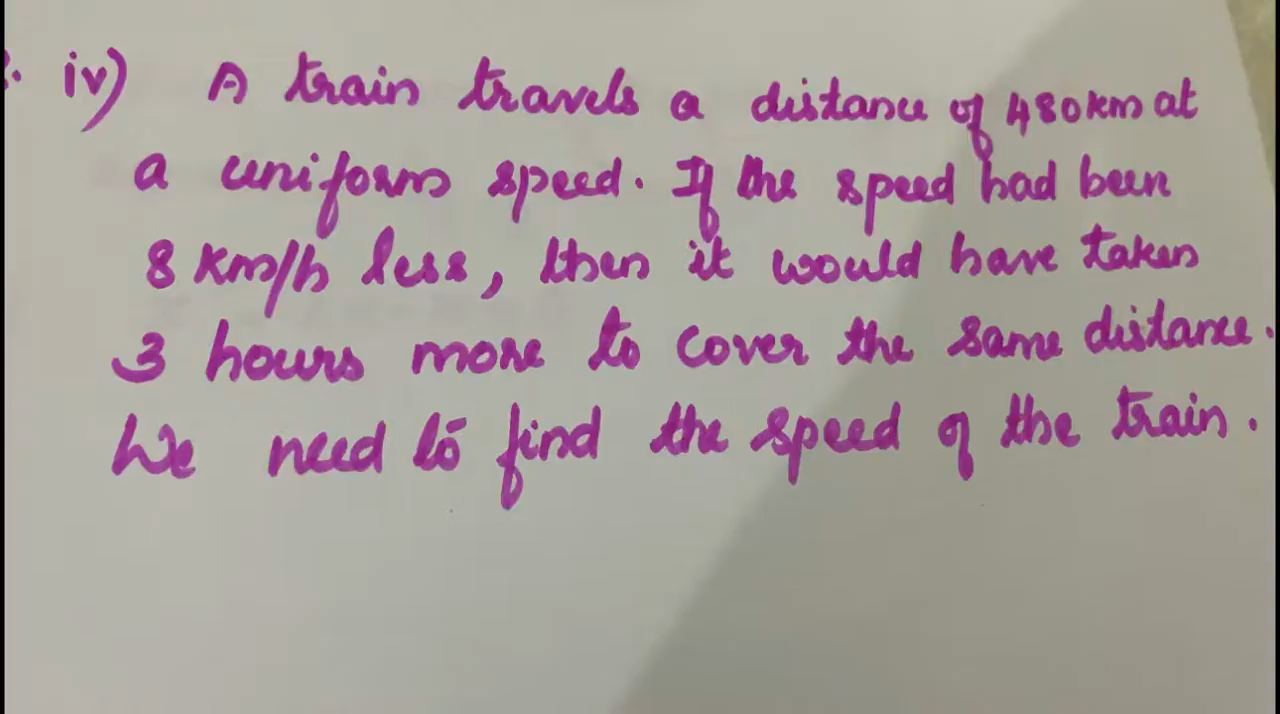 iv) A train travels a distance of 480 km at
a uniform speed. If the speed had been
8 km/h less, then it would have taken
3 hours more to cover the same distance.
We need to find the speed of the train.